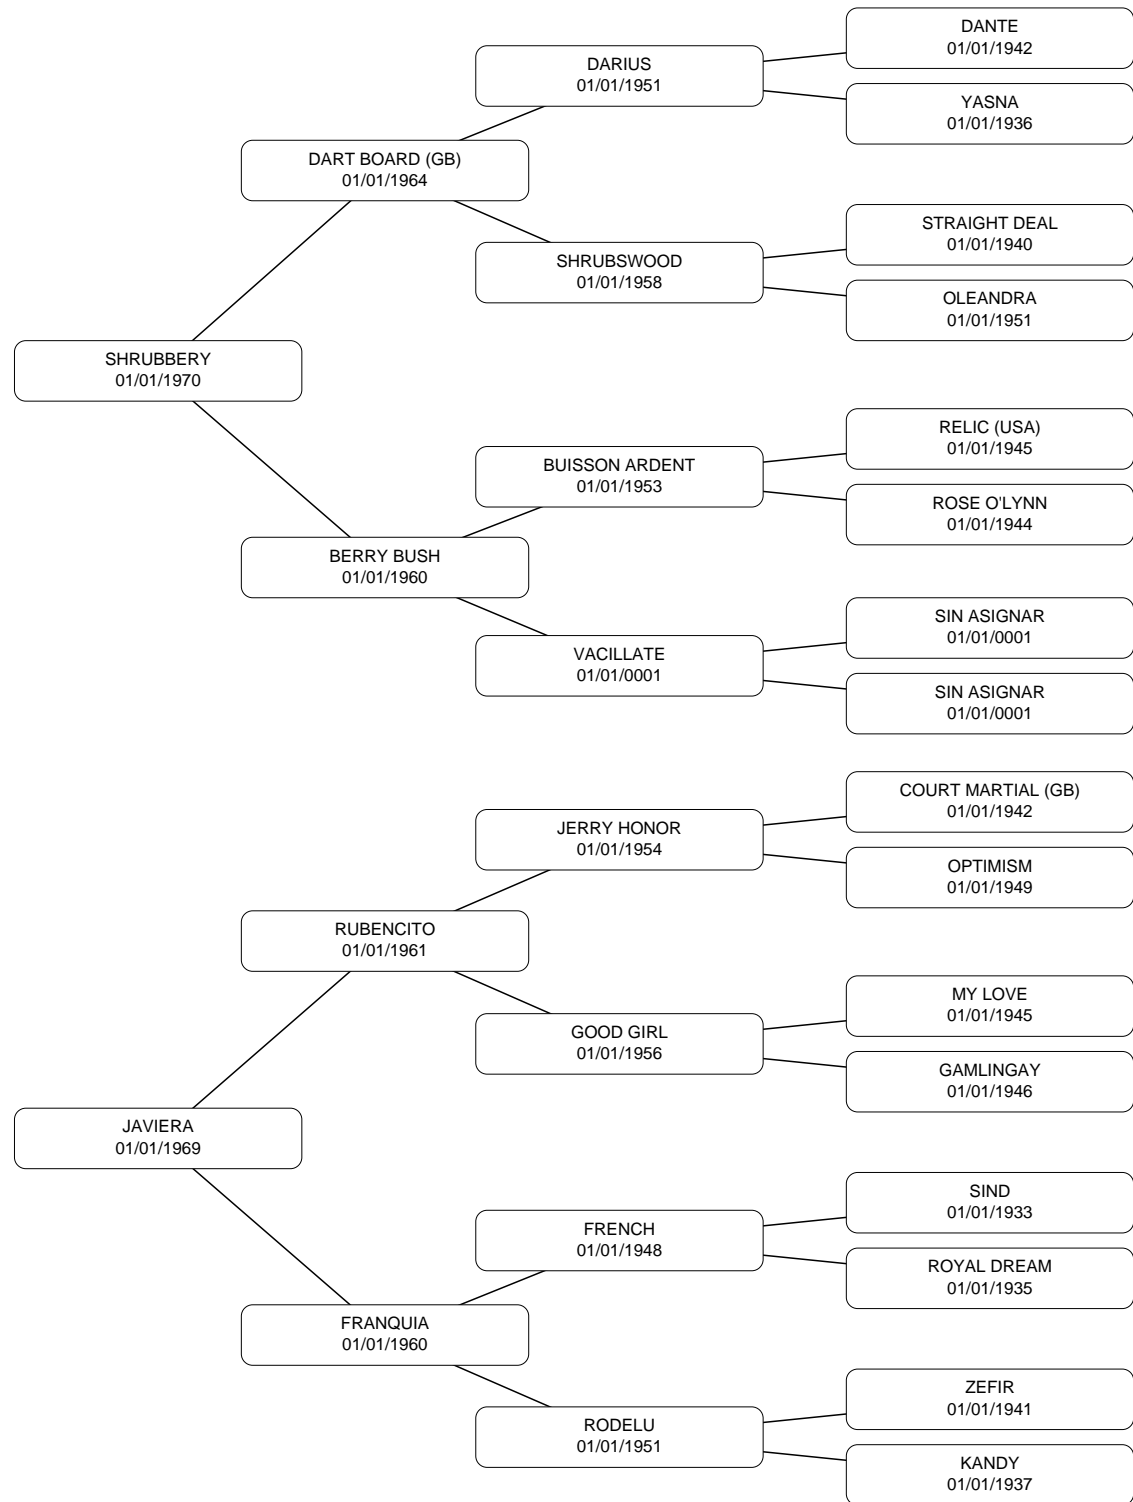 DANTE
01/01/1942
DARIUS
01/01/1951
YASNA
01/01/1936
DART BOARD (GB)
01/01/1964
STRAIGHT DEAL
01/01/1940
SHRUBSWOOD
01/01/1958
OLEANDRA
01/01/1951
SHRUBBERY
01/01/1970
RELIC (USA)
01/01/1945
BUISSON ARDENT
01/01/1953
ROSE O'LYNN
01/01/1944
BERRY BUSH
01/01/1960
SIN ASIGNAR
01/01/0001
VACILLATE
01/01/0001
SIN ASIGNAR
01/01/0001
COURT MARTIAL (GB)
01/01/1942
JERRY HONOR
01/01/1954
OPTIMISM
01/01/1949
RUBENCITO
01/01/1961
MY LOVE
01/01/1945
GOOD GIRL
01/01/1956
GAMLINGAY
01/01/1946
JAVIERA
01/01/1969
SIND
01/01/1933
FRENCH
01/01/1948
ROYAL DREAM
01/01/1935
FRANQUIA
01/01/1960
ZEFIR
01/01/1941
RODELU
01/01/1951
KANDY
01/01/1937